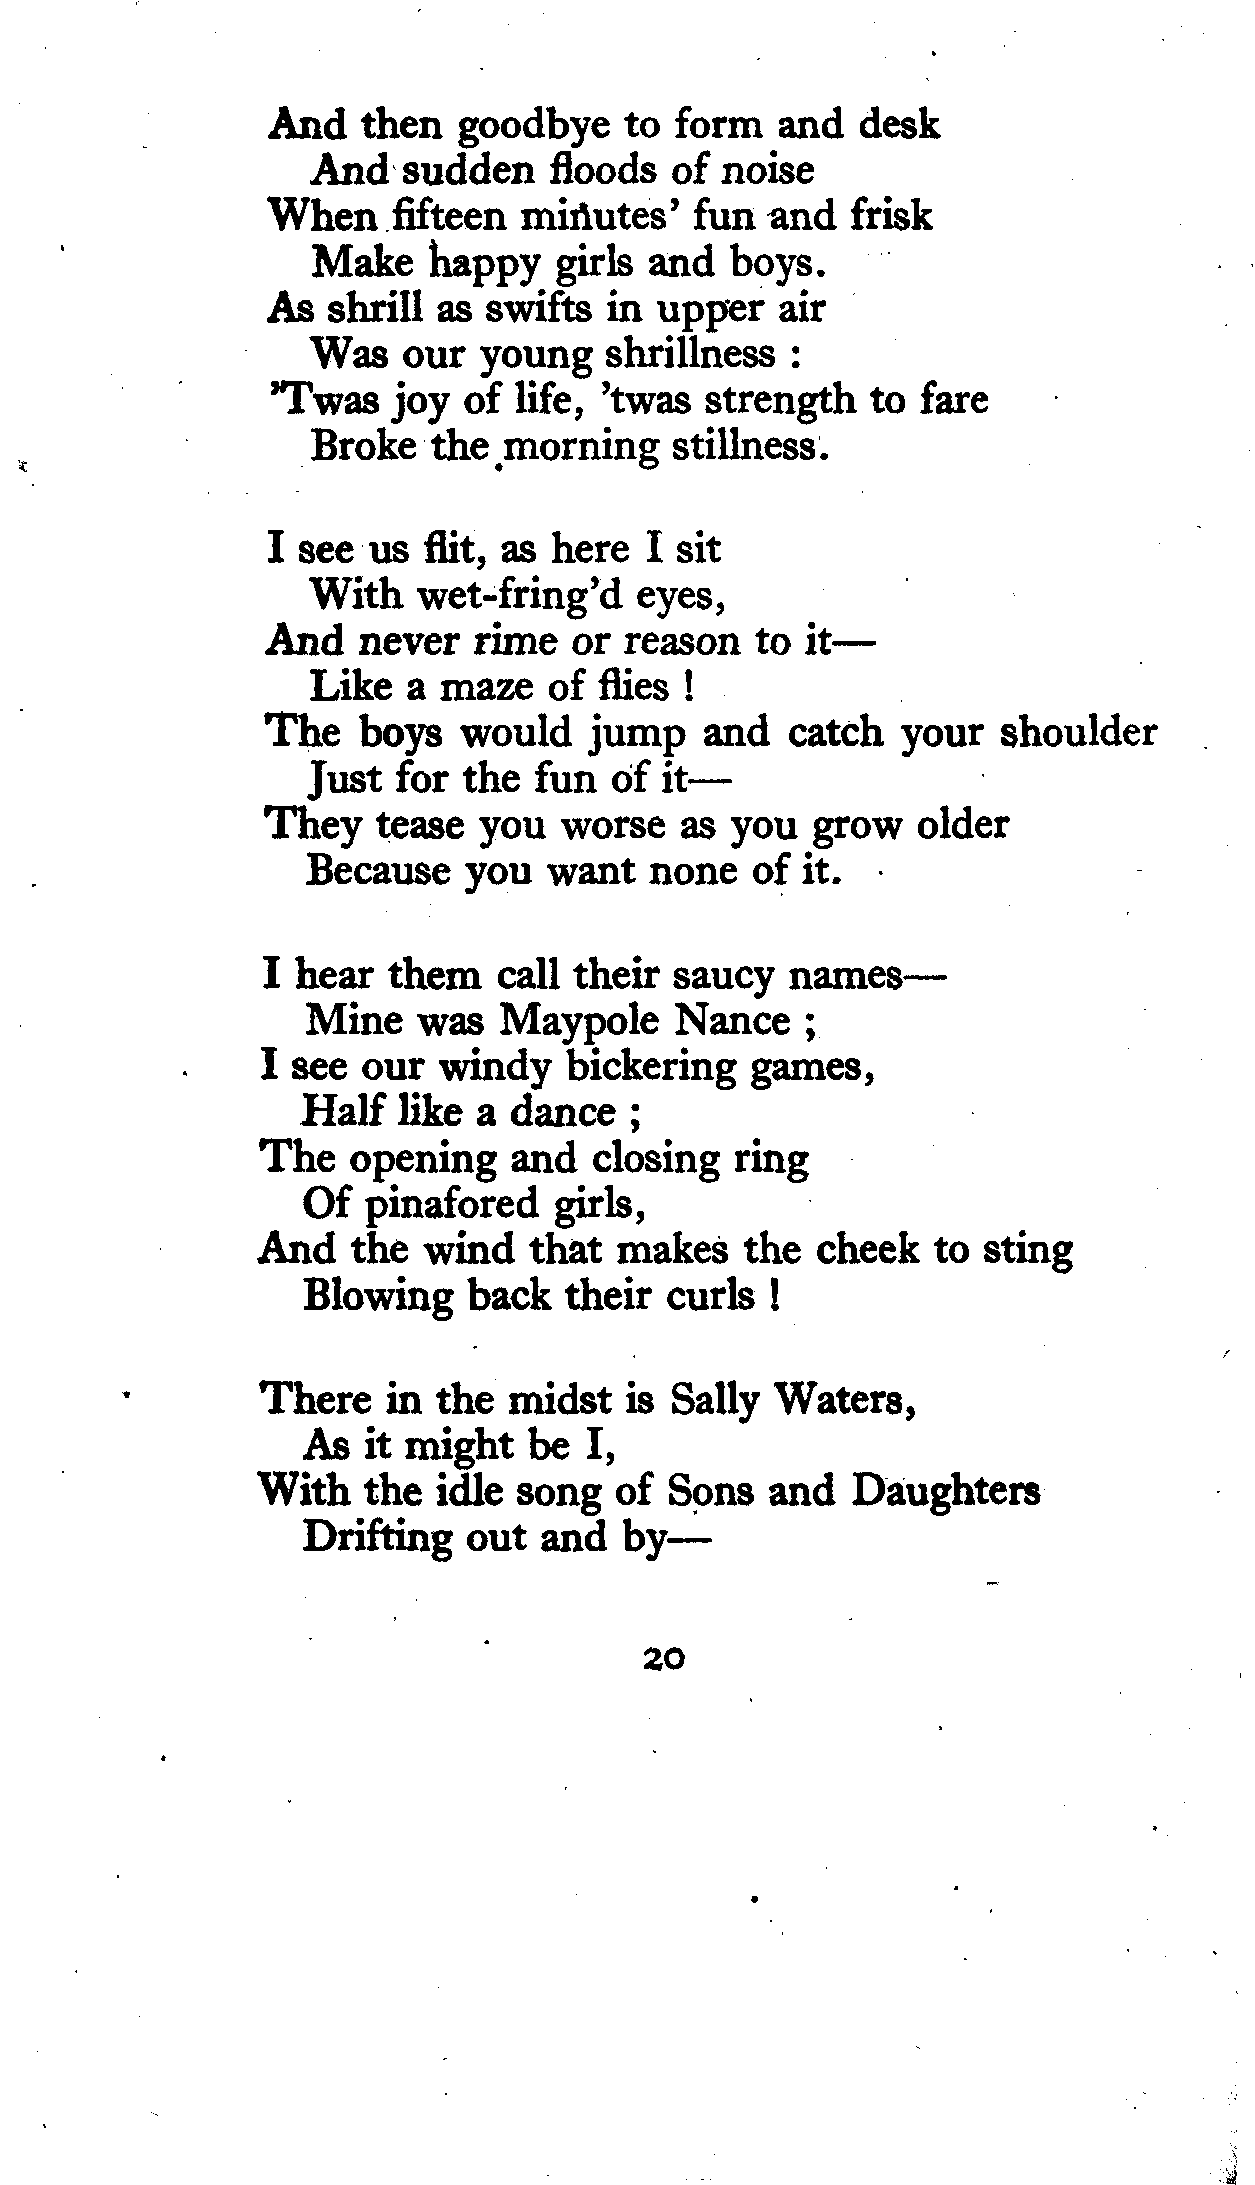 And then goodbye to form and desk
And sudden floods of noise
When fifteen minutes' fun and frisk
Make happy girls and boys.
As shrill as swifts in upper air
Was our young shrillness :
'Twas joy of life, 'twas strength to fare
Broke the morning stillness.
I see us flit, as here I sit
With wet-fring'd eyes,
And never rime or reason to it—
Like a maze of flies !
The boys would jump and catch your shoulder
Just for the fun of it—
They tease you worse as you grow older
Because you want none of it.
I hear them call their saucy names—
Mine was Maypole Nance ;
I see our windy bickering games,
Half like a dance ;
The opening and closing ring
Of pinafored girls,
And the wind that makes the cheek to sting
Blowing back their curls !
There in the midst is Sally Waters,
As it might be I,
With the idle song of Sons and Daughters
Drifting out and by—
20